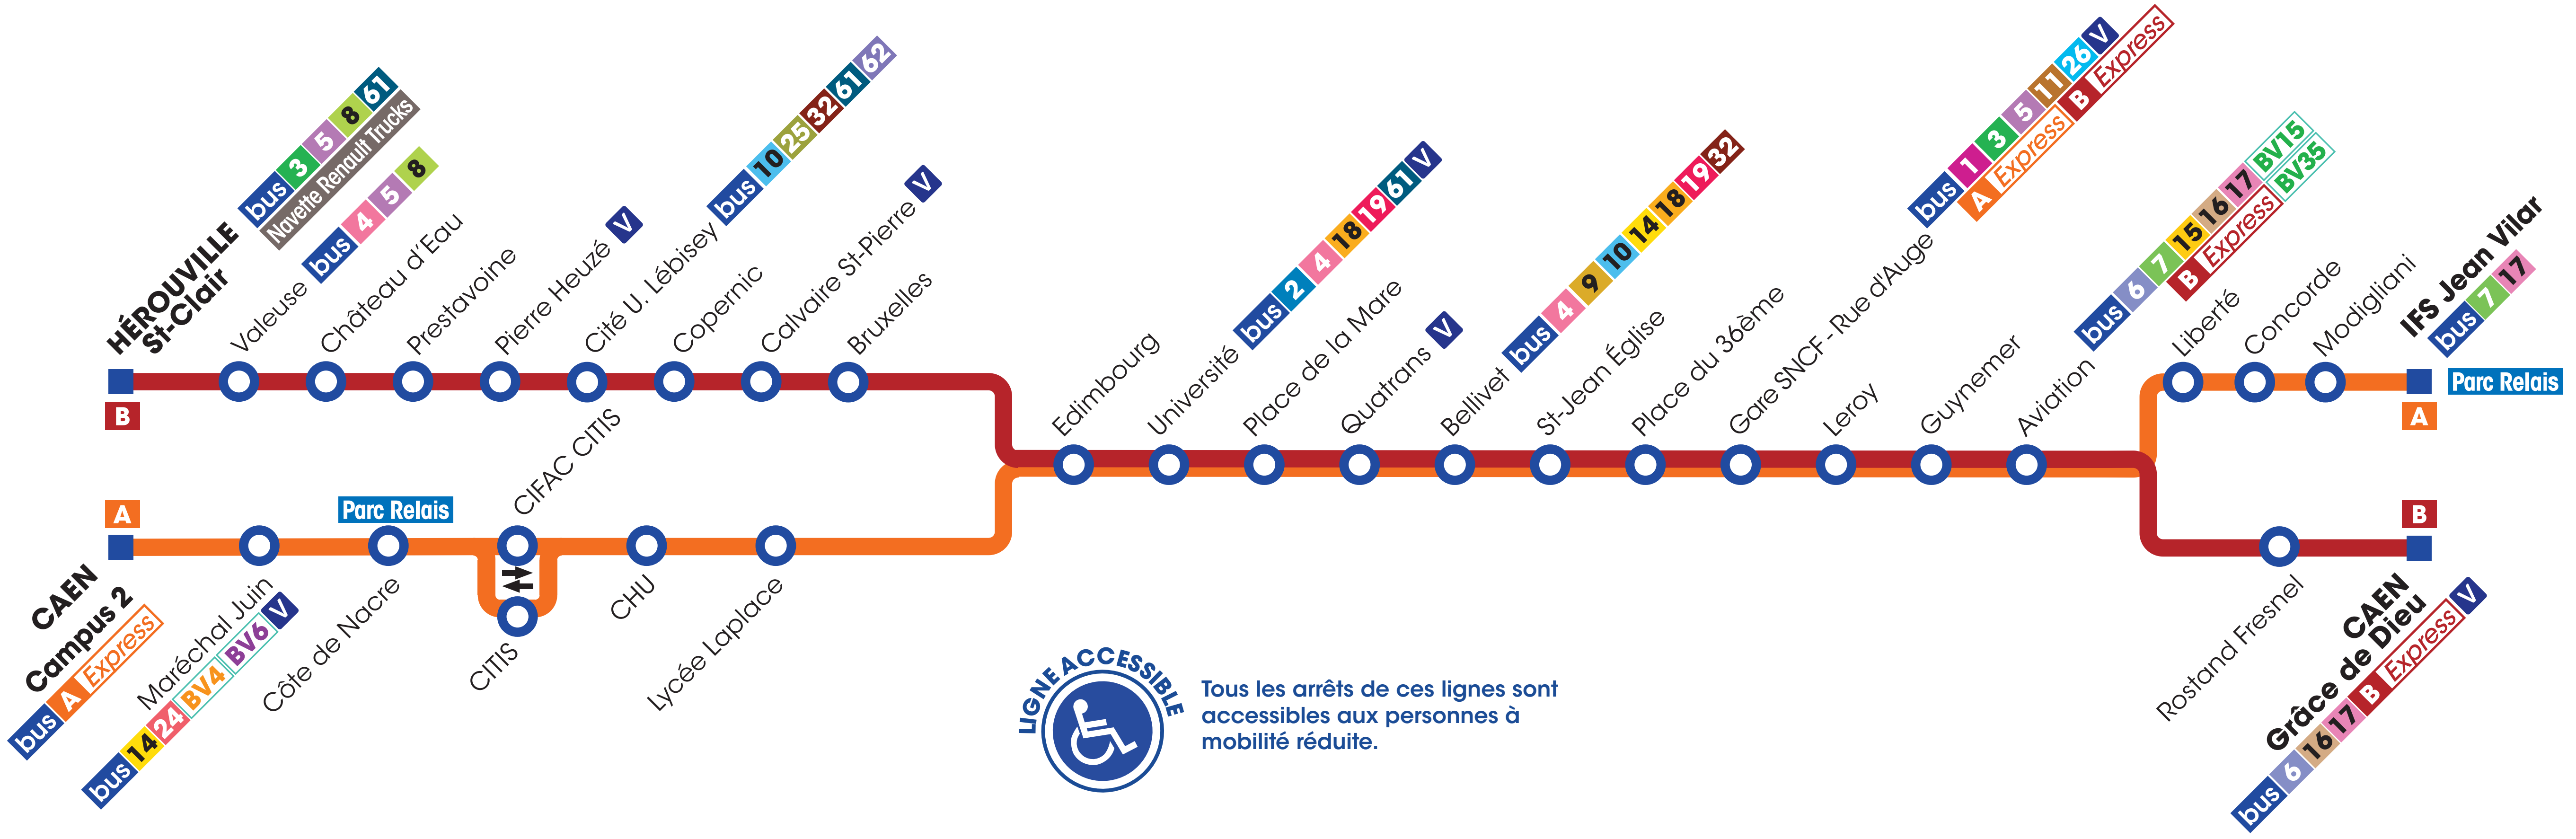 HÉROUVILLE
St-Clair
bus 3 5 8 61
Navette Renault Trucks
B
Valeuse
bus 4 5 8
Château d'Eau
Prestavoine
Pierre Heuzé V
Cité U. Lébisey
bus 10 25 32 61 62
Copernic
Calvaire St-Pierre V
Bruxelles
A
CAEN
Campus 2
bus A Express
Maréchal Juin
bus 14 24 BV4 BV6 V
Parc Relais
Côte de Nacre
CIFAC CITIS
CITIS
CHU
Lycée Laplace
Edimbourg
Université
bus 2 4 18 19 61 V
Place de la Mare
Quatrans V
Bellivet
bus 4 9 10 14 18 19 32
St-Jean Église
Place du 36ème
Gare SNCF - Rue d'Auge
bus 1 3 5 11 26 V
A Express B Express
Leroy
Guynemer
Aviation
bus 6 7 15 16 17 BV15
B Express BV35
Liberté
Concorde
Modigliani
IFS Jean Vilar
bus 7 17
Parc Relais
A
B
Rostand Fresnel
CAEN
Grâce de Dieu
bus 6 16 17 B Express V
LIGNE ACCESSIBLE
Tous les arrêts de ces lignes sont
accessibles aux personnes à
mobilité réduite.